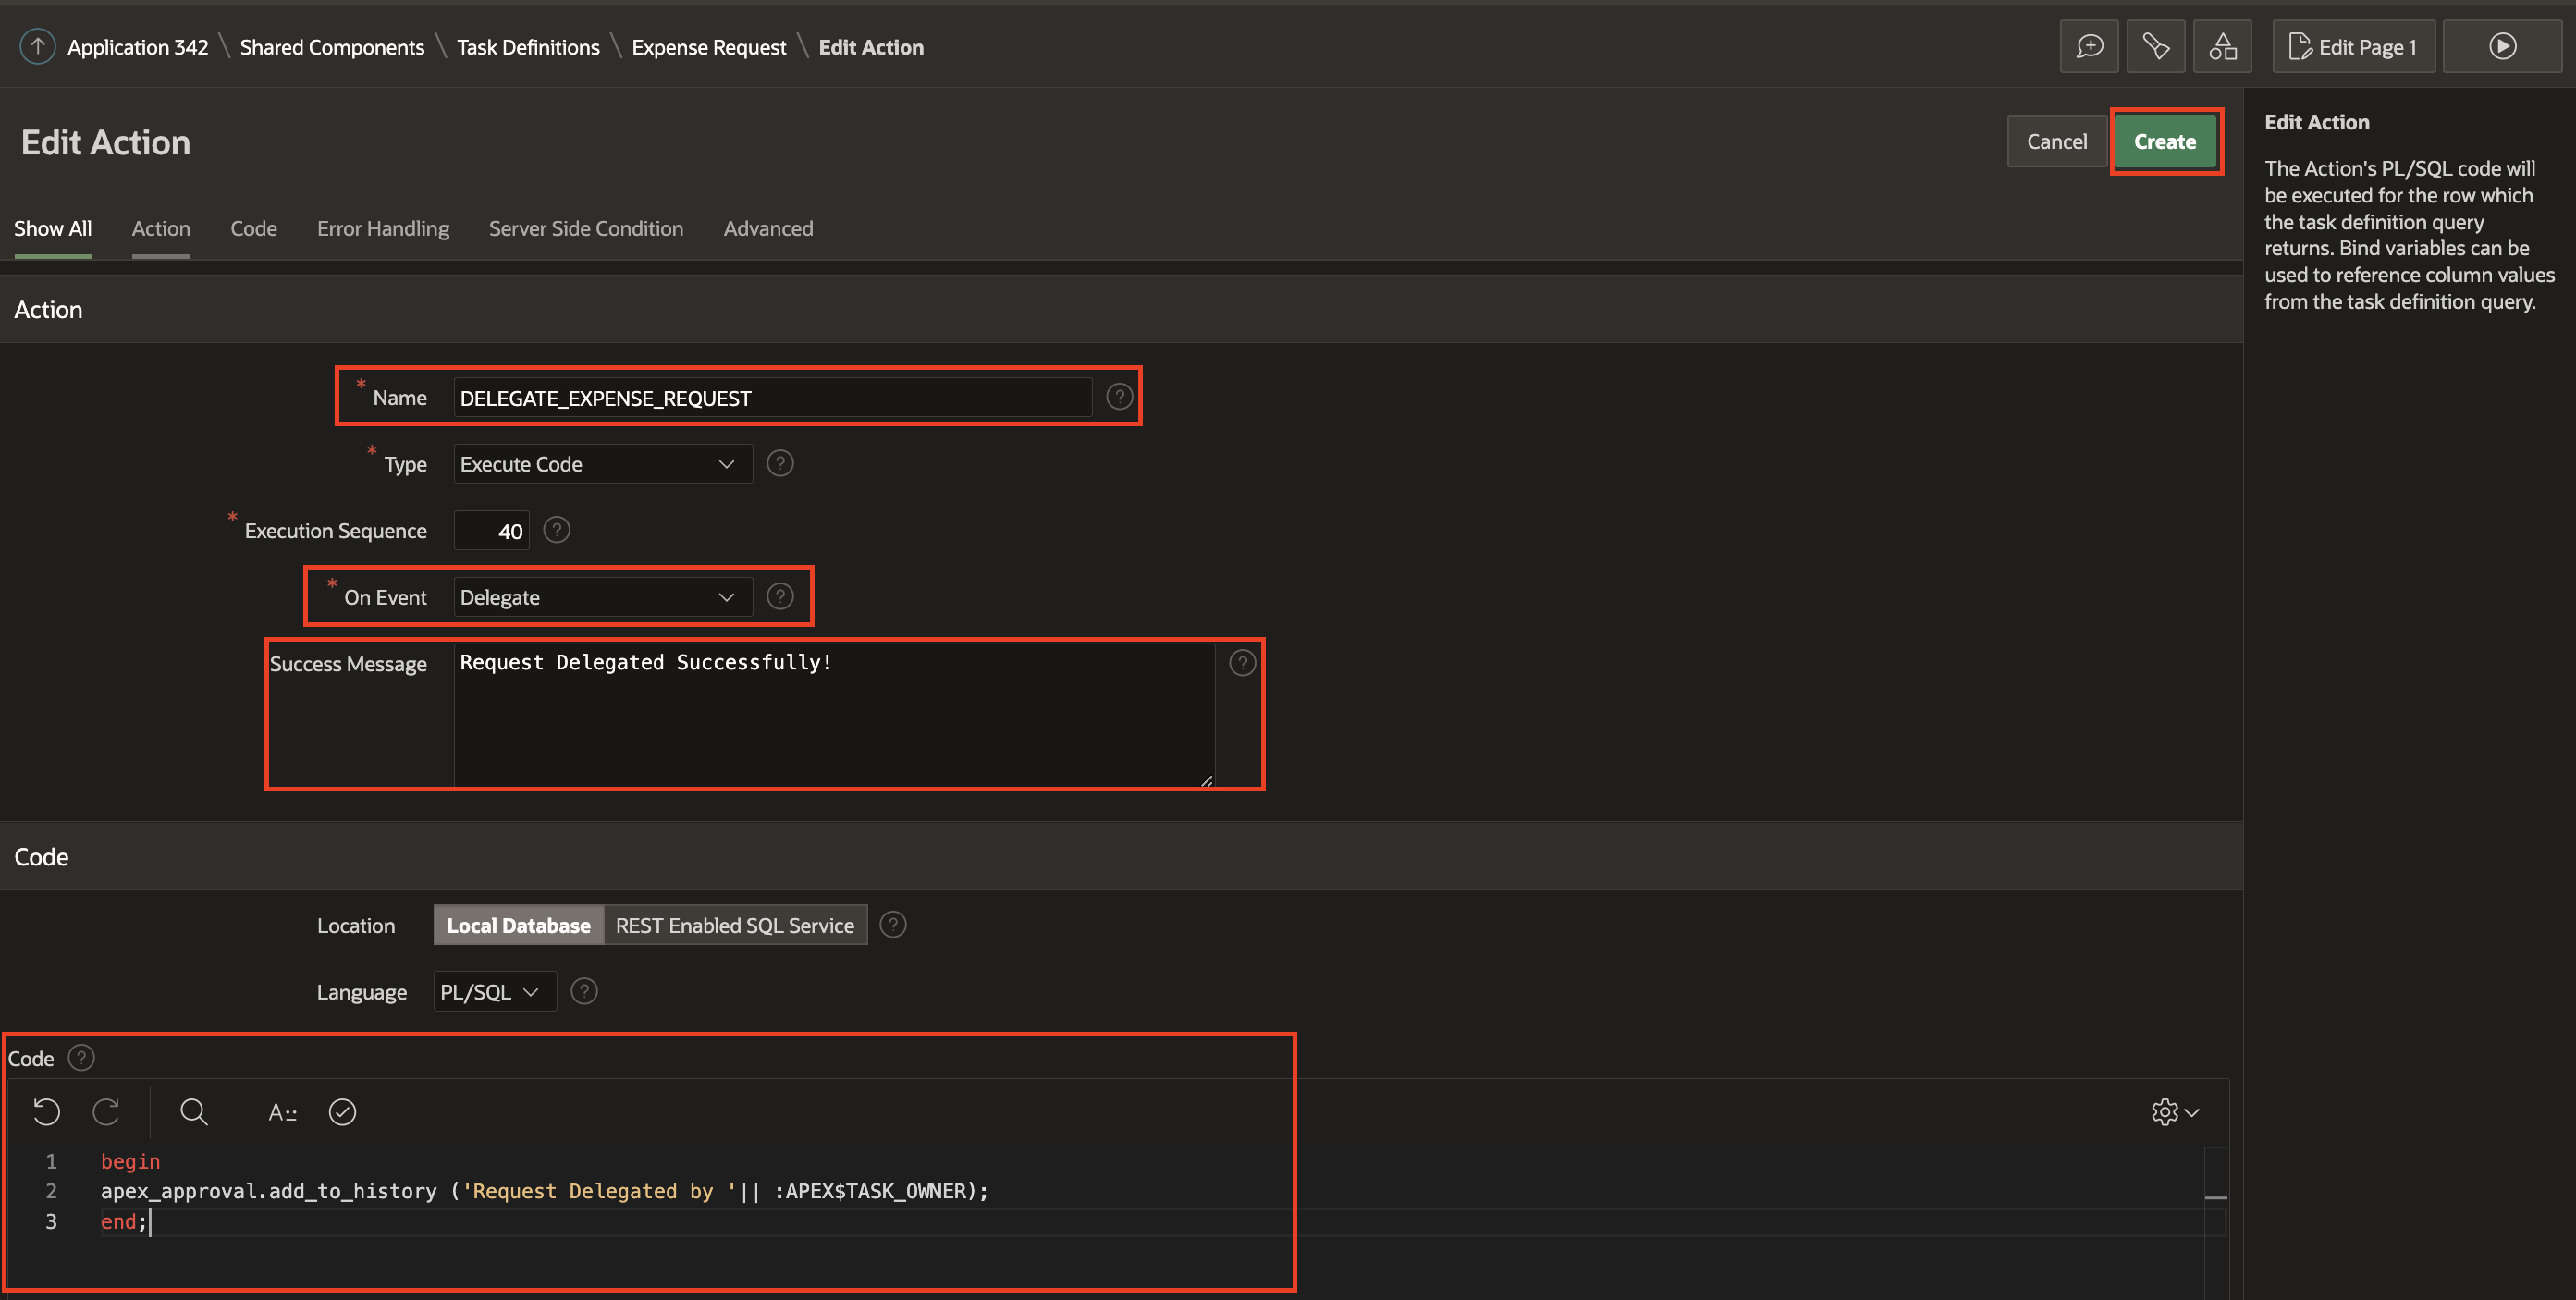 Application 342 \ Shared Components \ Task Definitions \ Expense Request \ Edit Action
Edit Page 1
Edit Action
Cancel
Create
Show All Action Code Error Handling Server Side Condition Advanced
Action
* Name DELEGATE_EXPENSE_REQUEST ?
* Type Execute Code ?
* Execution Sequence 40 ?
* On Event Delegate ?
Success Message Request Delegated Successfully! ?
Code
Location Local Database REST Enabled SQL Service ?
Language PL/SQL ?
Code ?
A::
1 begin
2 apex_approval.add_to_history ('Request Delegated by '|| :APEX$TASK_OWNER);
3 end;
Edit Action
The Action's PL/SQL code will
be executed for the row which
the task definition query
returns. Bind variables can be
used to reference column values
from the task definition query.